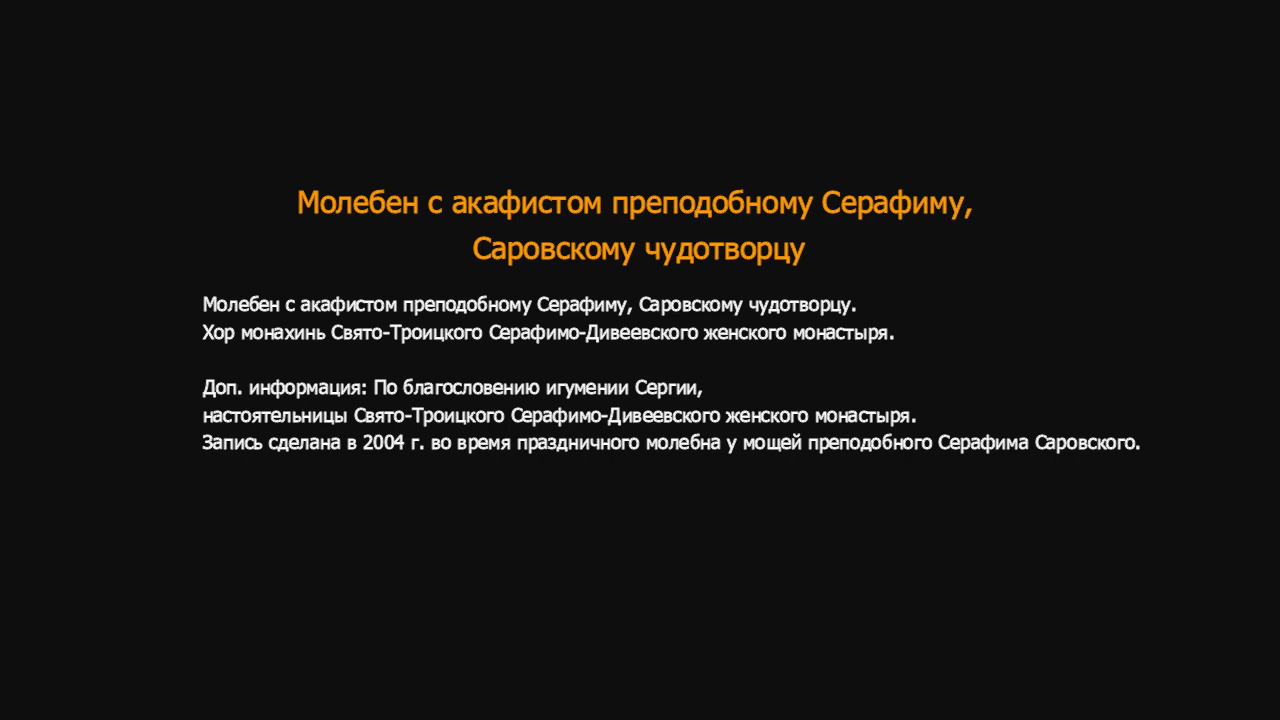 Молебен с акафистом преподобному Серафиму,
Саровскому чудотворцу
Молебен с акафистом преподобному Серафиму, Саровскому чудотворцу.
Хор монахинь Свято-Троицкого Серафимо-Дивеевского женского монастыря.
Доп. информация: По благословению игумении Сергии,
настоятельницы Свято-Троицкого Серафимо-Дивеевского женского монастыря.
Запись сделана в 2004 г. во время праздничного молебна у мощей преподобного Серафима Саровского.